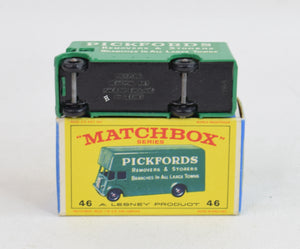 PICKFORDS
REMOVERS & STORERS
BRANCHES IN ALL LARGE TOWNS
"MATCHBOX"
SERIES
PICKFORDS
REMOVERS & STORERS
BRANCHES IN ALL LARGE TOWNS
46 A LESNEY PRODUCT 46